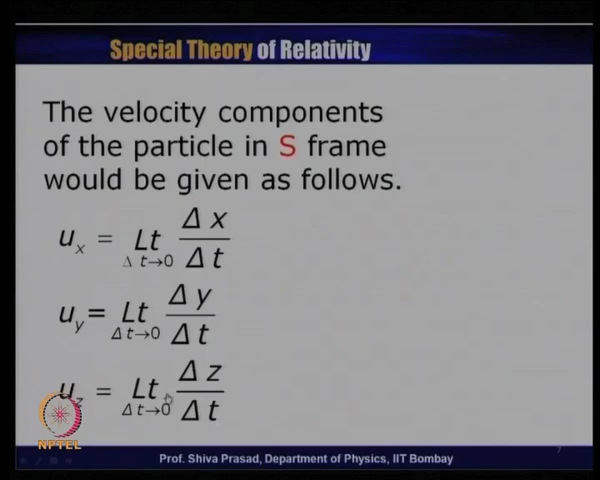 Special Theory of Relativity
The velocity components
of the particle in S frame
would be given as follows.
u_x = Lt_{Δt→0} Δx/Δt
u_y = Lt_{Δt→0} Δy/Δt
u_z = Lt_{Δt→0} Δz/Δt
NPTEL
7
Prof. Shiva Prasad, Department of Physics, IIT Bombay